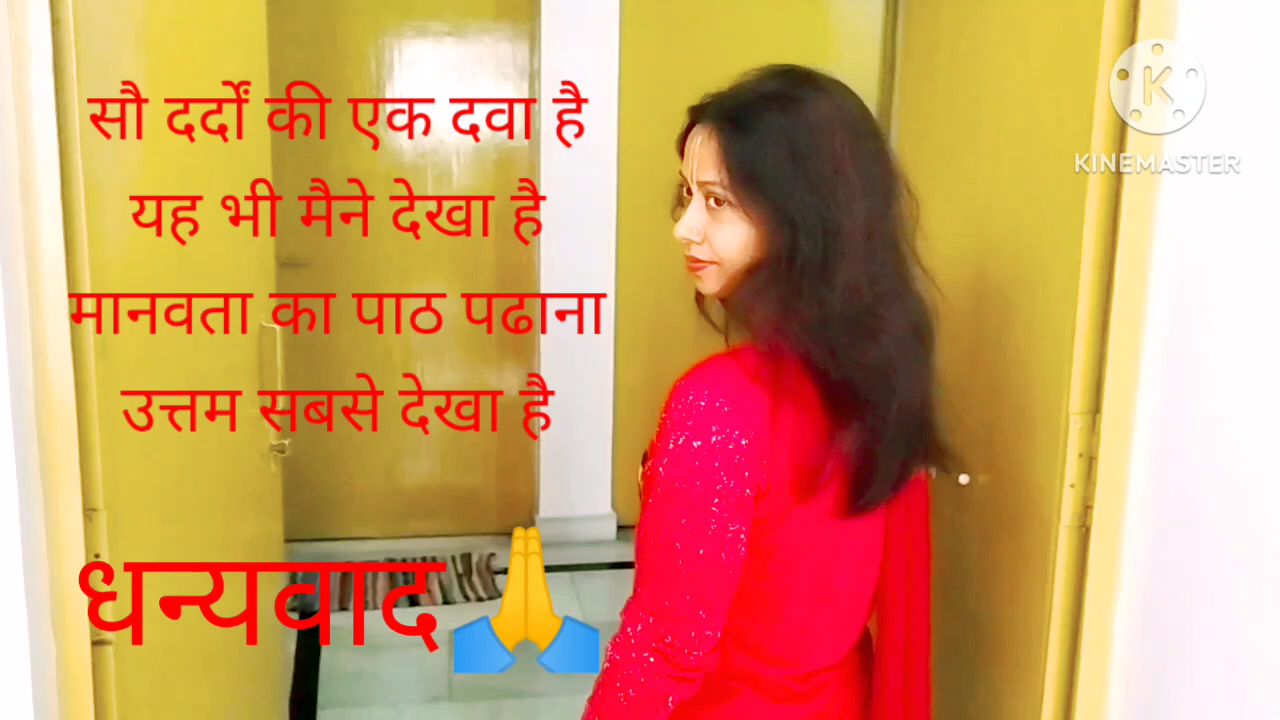 सौ दर्दों की एक दवा है
यह भी मैने देखा है
मानवता का पाठ पढाना
उत्तम सबसे देखा है
धन्यवाद🙏
KINEMASTER